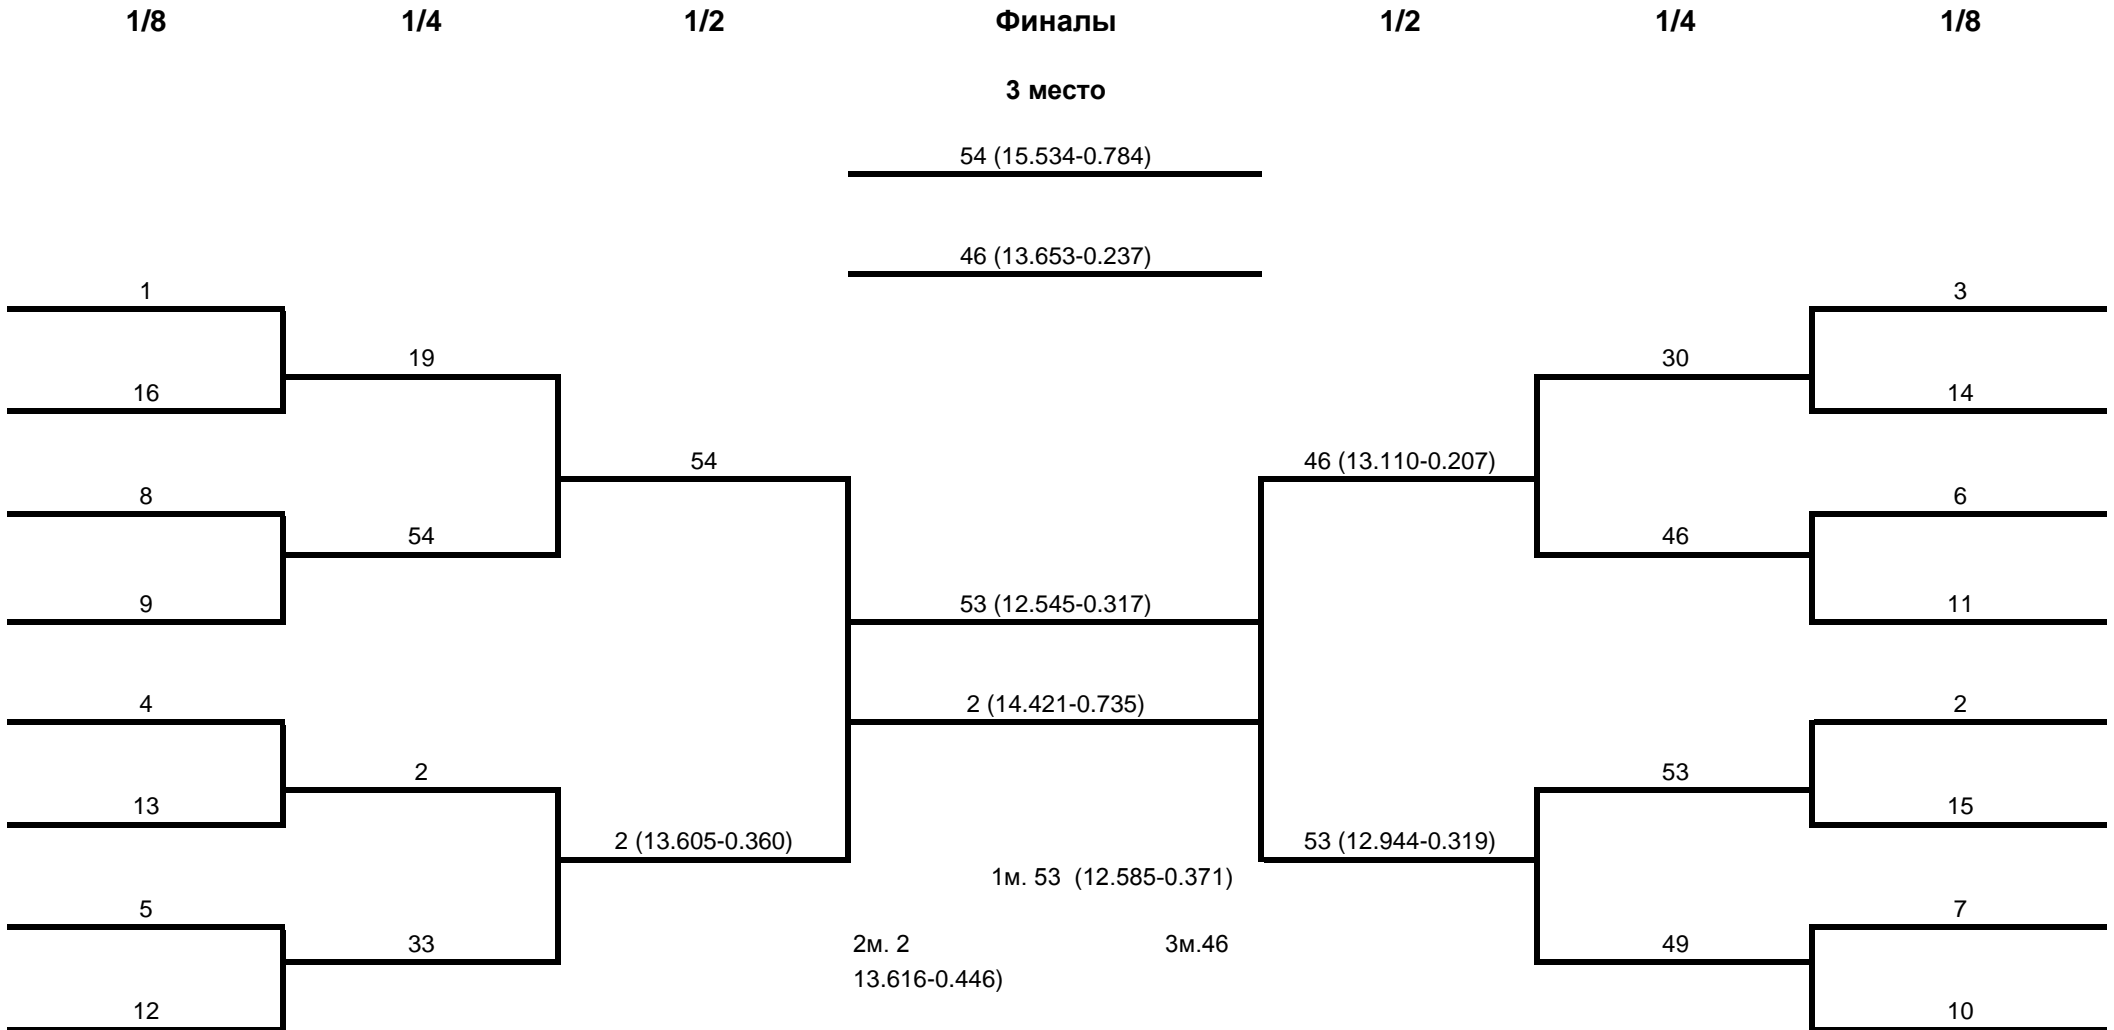 1/8 1/4 1/2 Финалы 1/2 1/4 1/8
3 место
54 (15.534-0.784)
46 (13.653-0.237)
1 3
19 30
16 14
54 46 (13.110-0.207)
8 6
54 46
9 53 (12.545-0.317) 11
4 2 (14.421-0.735) 2
2 53
13 15
2 (13.605-0.360) 53 (12.944-0.319)
1м. 53 (12.585-0.371)
5 7
33 2м. 2 3м.46 49
13.616-0.446)
12 10